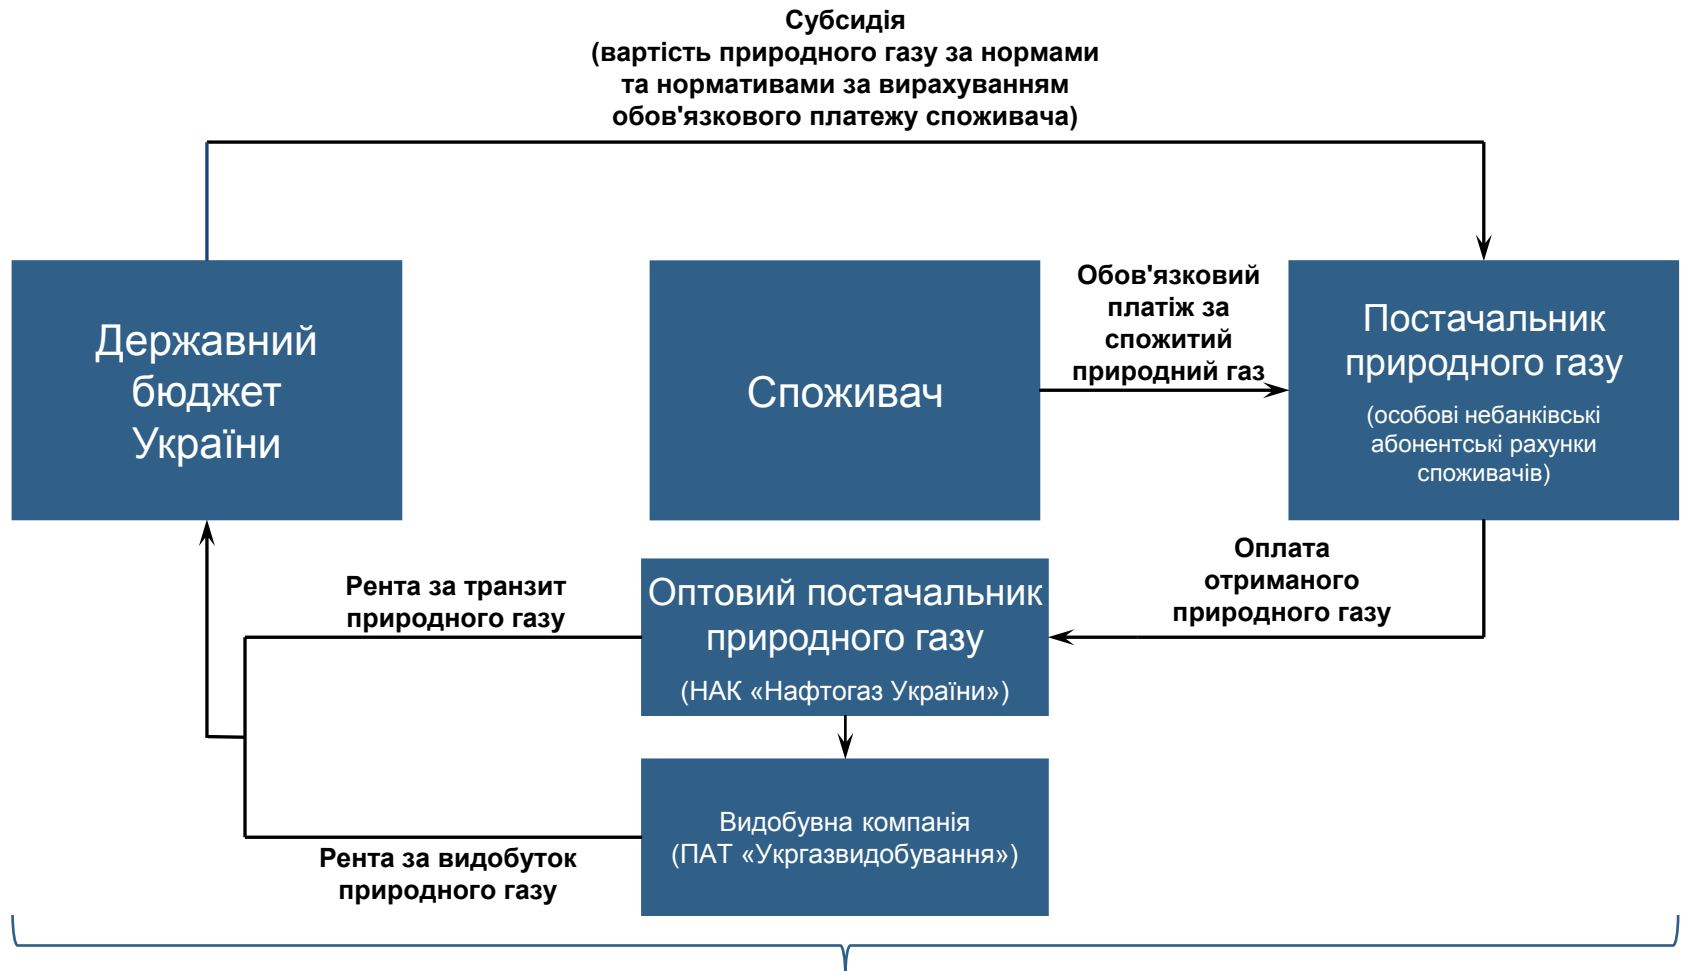 Субсидія
(вартість природного газу за нормами
та нормативами за вирахуванням
обов'язкового платежу споживача)
Державний
бюджет
України
Споживач
Обов'язковий
платіж за
спожитий
природний газ
Постачальник
природного газу
(особові небанківські
абонентські рахунки
споживачів)
Рента за транзит
природного газу
Оптовий постачальник
природного газу
(НАК «Нафтогаз України»)
Оплата
отриманого
природного газу
Видобувна компанія
(ПАТ «Укргазвидобування»)
Рента за видобуток
природного газу